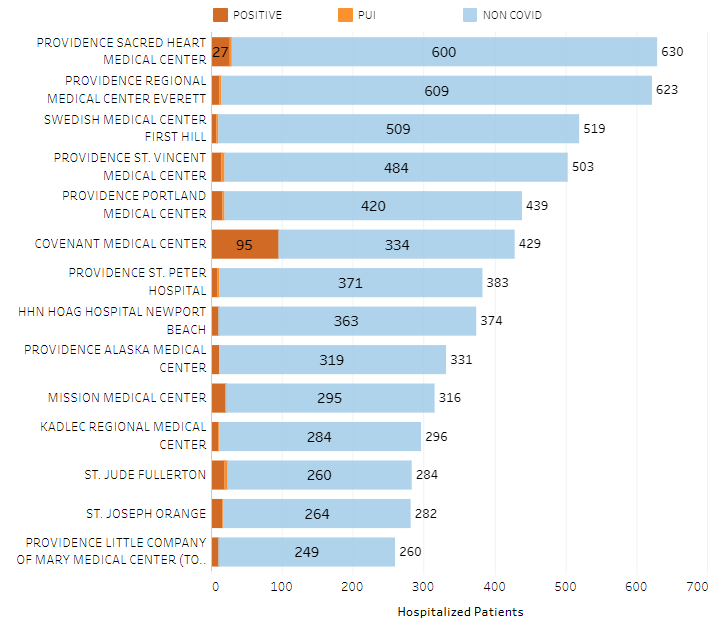 POSITIVE PUI NON COVID
PROVIDENCE SACRED HEART
MEDICAL CENTER
27 600 630
PROVIDENCE REGIONAL
MEDICAL CENTER EVERETT
609 623
SWEDISH MEDICAL CENTER
FIRST HILL
509 519
PROVIDENCE ST. VINCENT
MEDICAL CENTER
484 503
PROVIDENCE PORTLAND
MEDICAL CENTER
420 439
COVENANT MEDICAL CENTER
95 334 429
PROVIDENCE ST. PETER
HOSPITAL
371 383
HHN HOAG HOSPITAL NEWPORT
BEACH
363 374
PROVIDENCE ALASKA MEDICAL
CENTER
319 331
MISSION MEDICAL CENTER
295 316
KADLEC REGIONAL MEDICAL
CENTER
284 296
ST. JUDE FULLERTON
260 284
ST. JOSEPH ORANGE
264 282
PROVIDENCE LITTLE COMPANY
OF MARY MEDICAL CENTER (TO..
249 260
0 100 200 300 400 500 600 700
Hospitalized Patients